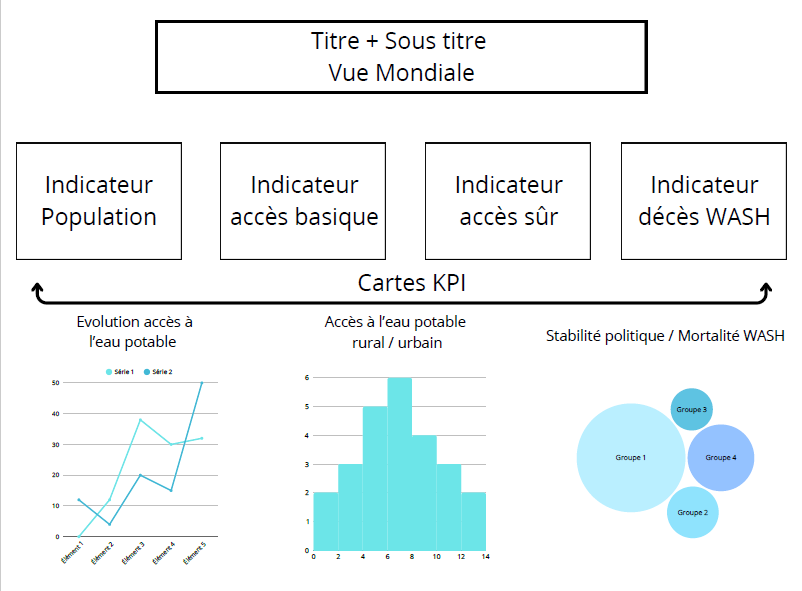 Titre + Sous titre
Vue Mondiale
Indicateur
Population
Indicateur
accès basique
Indicateur
accès sûr
Indicateur
décès WASH
Cartes KPI
Evolution accès à
l’eau potable
Série 1 Série 2
50
40
30
20
10
0
Élément 1 Élément 2 Élément 3 Élément 4 Élément 5
Accès à l’eau potable
rural / urbain
6
5
4
3
2
1
0
0 2 4 6 8 10 12 14
Stabilité politique / Mortalité WASH
Groupe 3
Groupe 1
Groupe 4
Groupe 2